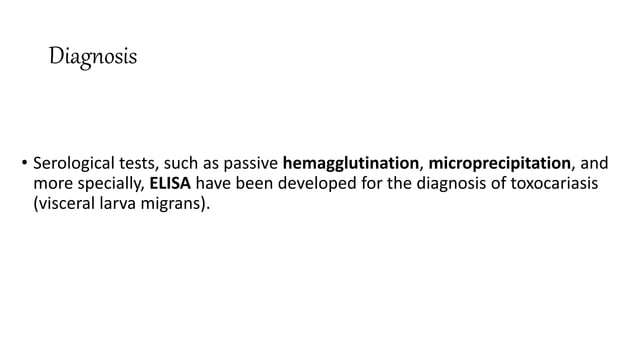 Diagnosis
• Serological tests, such as passive hemagglutination, microprecipitation, and
more specially, ELISA have been developed for the diagnosis of toxocariasis
(visceral larva migrans).